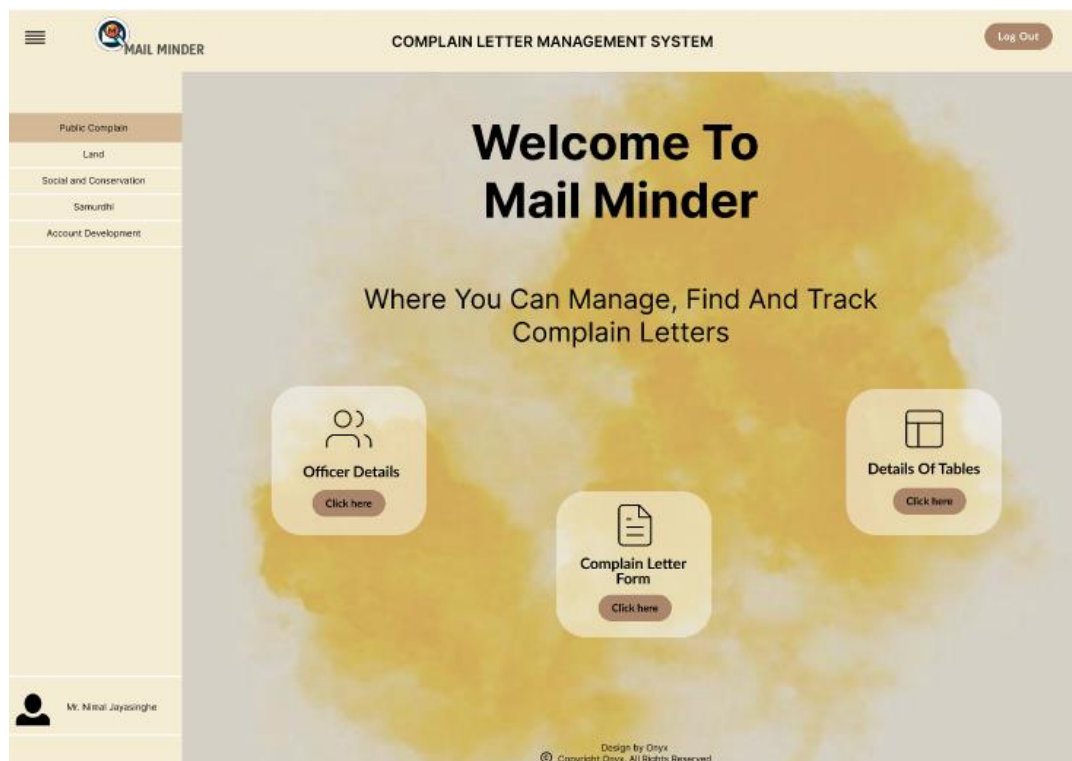 MAIL MINDER
COMPLAIN LETTER MANAGEMENT SYSTEM
Log Out
Public Complain
Land
Social and Conservation
Samurdhi
Account Development
Mr. Nimal Jayasinghe
Welcome To
Mail Minder
Where You Can Manage, Find And Track
Complain Letters
Officer Details
Click here
Complain Letter
Form
Click here
Details Of Tables
Click here
Design by Onyx
© Copyright Onyx. All Rights Reserved